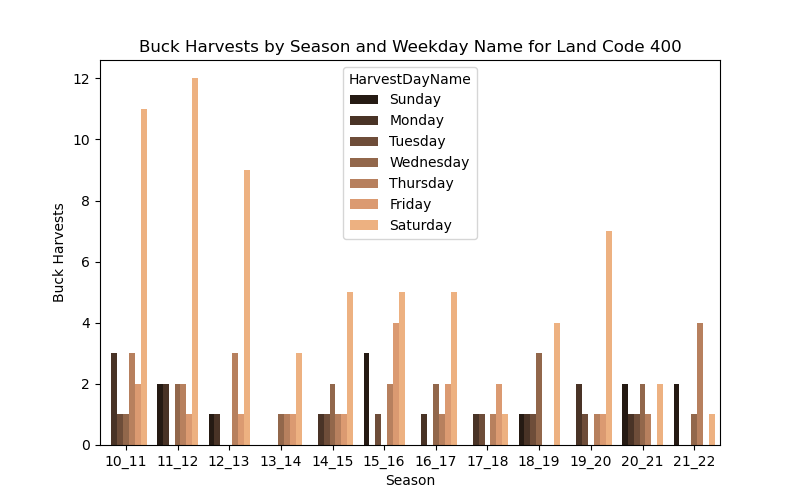 Buck Harvests by Season and Weekday Name for Land Code 400
HarvestDayName
Sunday
Monday
Tuesday
Wednesday
Thursday
Friday
Saturday
Buck Harvests
12
10
8
6
4
2
0
10_11 11_12 12_13 13_14 14_15 15_16 16_17 17_18 18_19 19_20 20_21 21_22
Season